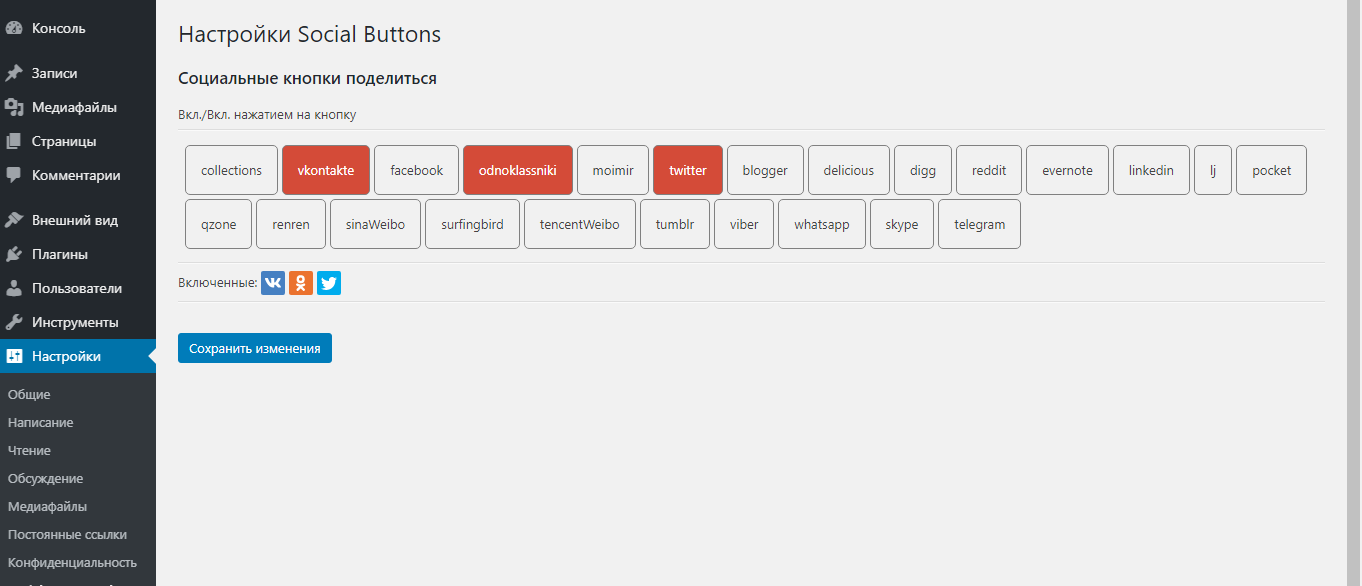 Консоль
Записи
Медиафайлы
Страницы
Комментарии
Внешний вид
Плагины
Пользователи
Инструменты
Настройки
Общие
Написание
Чтение
Обсуждение
Медиафайлы
Постоянные ссылки
Конфиденциальность
Настройки Social Buttons
Социальные кнопки поделиться
Вкл./Вкл. нажатием на кнопку
collections vkontakte facebook odnoklassniki moimir twitter blogger delicious digg reddit evernote linkedin lj pocket
qzone renren sinaWeibo surfingbird tencentWeibo tumblr viber whatsapp skype telegram
Включенные:
Сохранить изменения